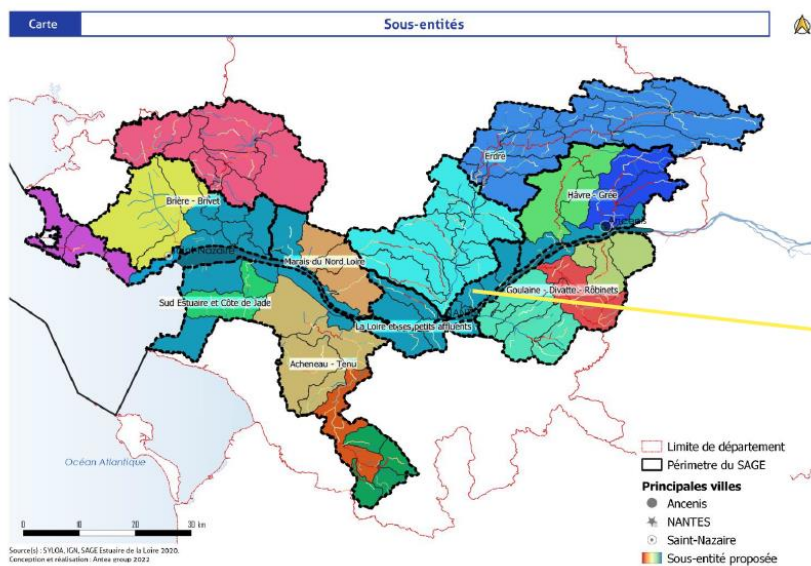 Carte
Sous-entités
Erdre
Hâvre - Grée
Brière - Brivet
Marais du Nord Loire
Goulaine - Divatte - Robinets
Sud Estuaire et Côte de Jade
La Loire et ses petits affluents
Acheneau - Tenu
Océan Atlantique
0 10 20 30 km
Limite de département
Périmètre du SAGE
Principales villes
Ancenis
NANTES
Saint-Nazaire
Sous-entité proposée
Source(s) : SYLOA, IGN, SAGE Estuaire de la Loire 2020.
Conception et réalisation : Antea group 2022